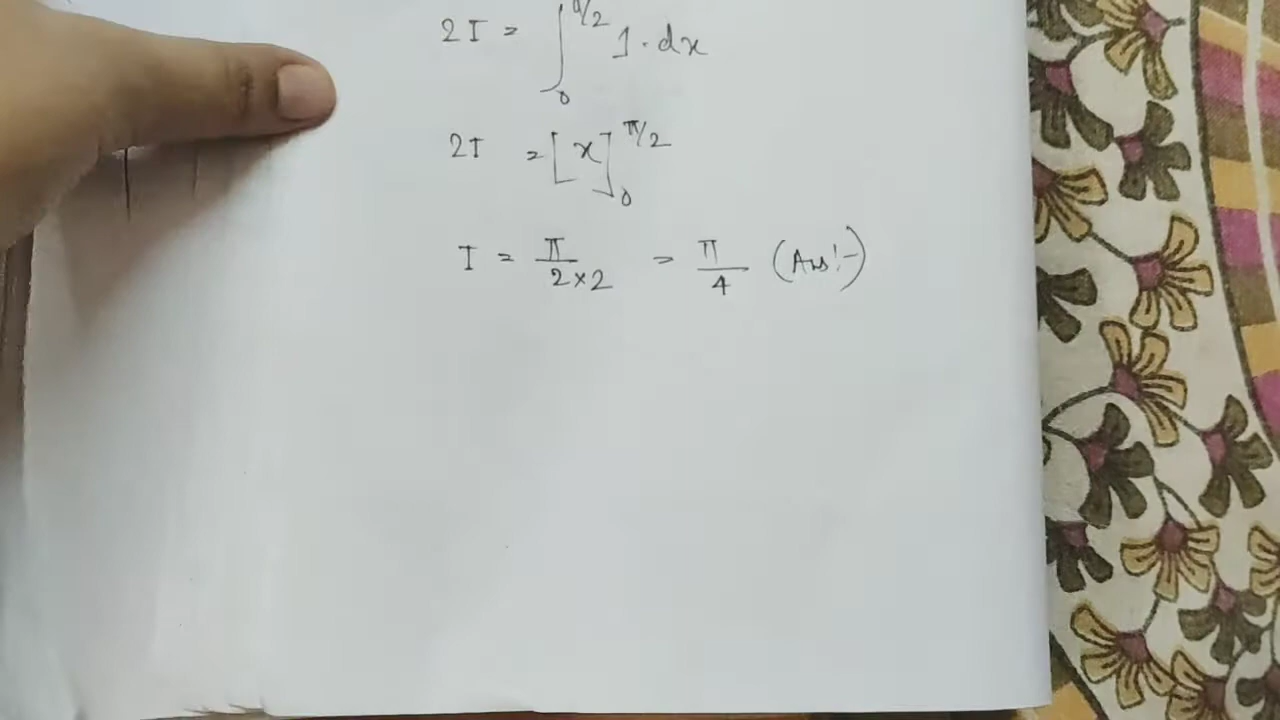 2I = ∫₀^π/2 1·dx
2I = [x]₀^π/2
I = π/2×2 = π/4 (Ans:-)